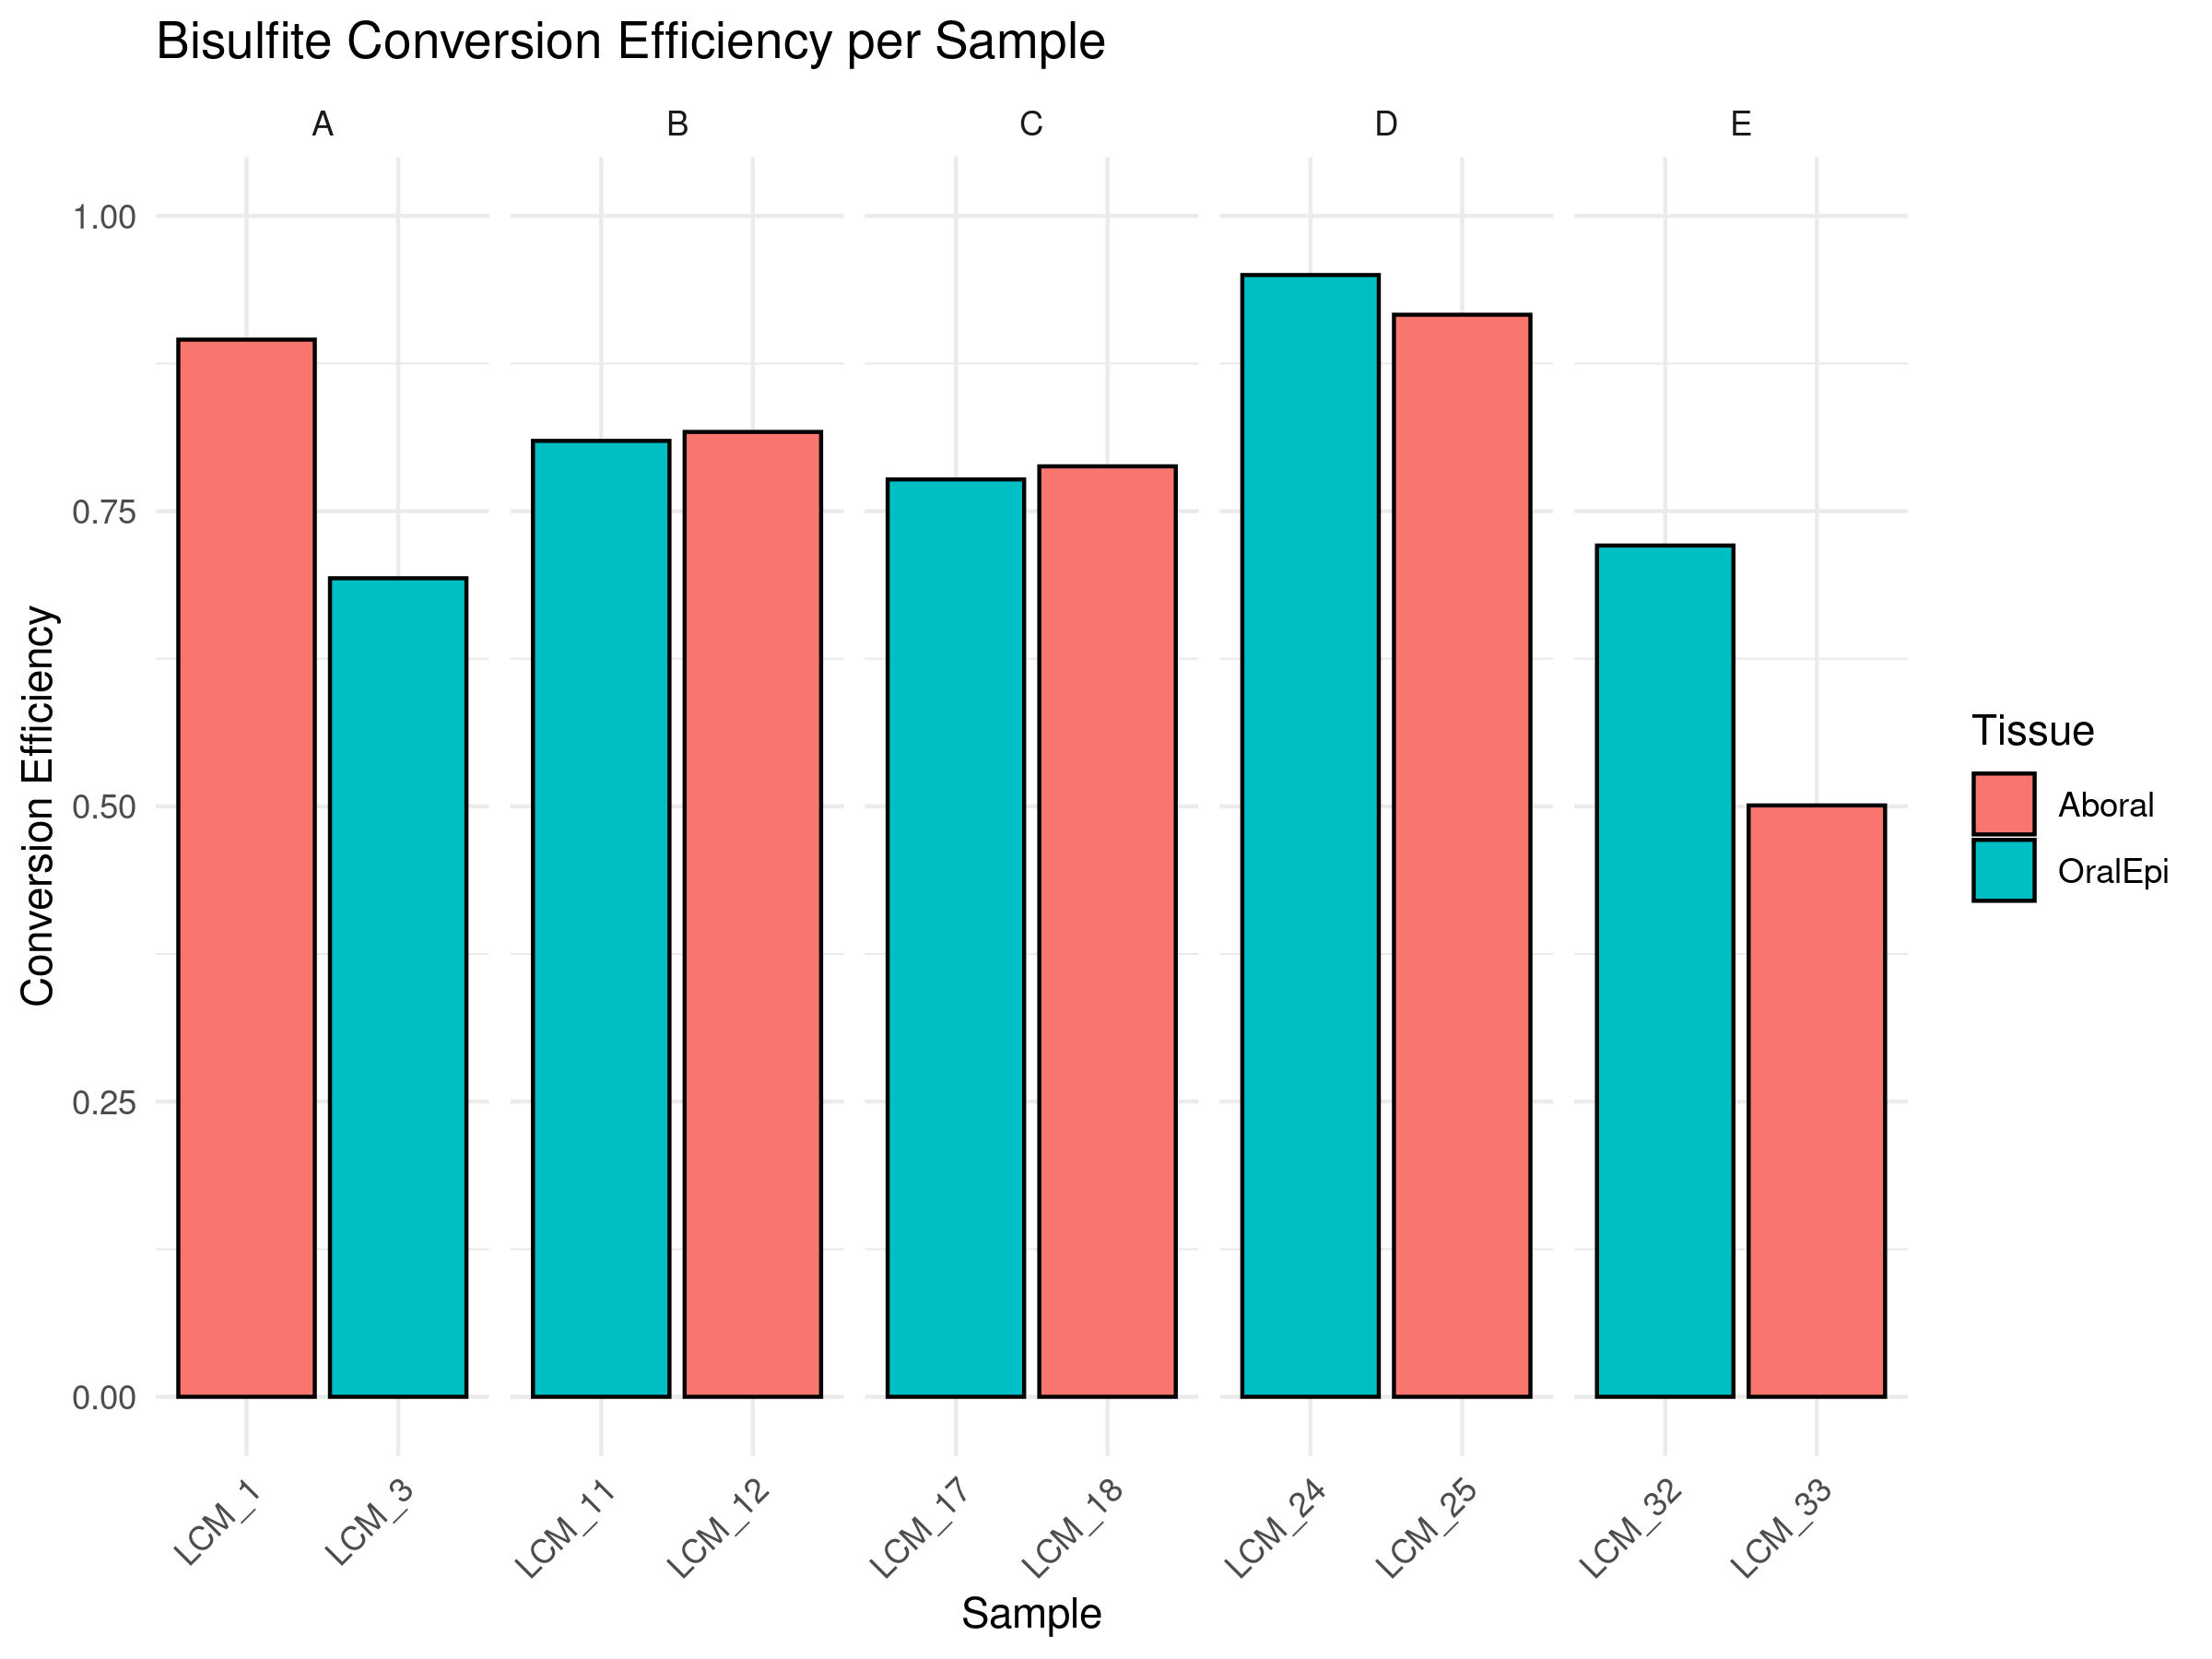 Bisulfite Conversion Efficiency per Sample
A B C D E
1.00
0.75
0.50
0.25
0.00
Conversion Efficiency
LCM_1 LCM_3 LCM_11 LCM_12 LCM_17 LCM_18 LCM_24 LCM_25 LCM_32 LCM_33
Sample
Tissue
Aboral
OralEpi